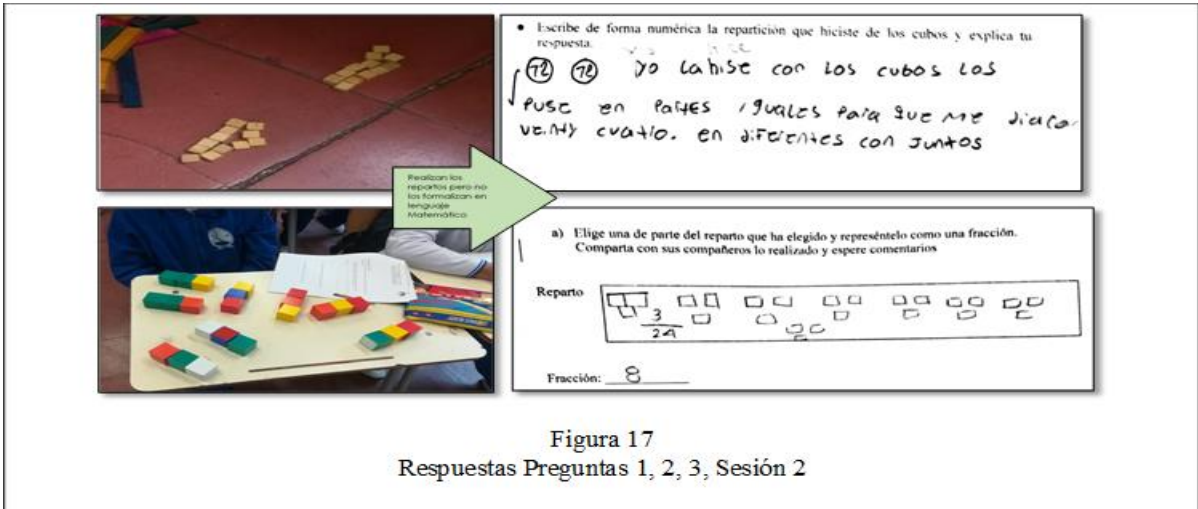 • Escribe de forma numérica la repartición que hiciste de los cubos y explica tu
respuesta.
yo la hise con los cubos los
puse en partes iguales para que me
veinty cuatro. en diferentes con juntos
Realizan los
repartos pero no
los formalizan en
lenguaje
Matemático
a) Elige una de parte del reparto que ha elegido y represéntelo como una fracción.
Comparta con sus compañeros lo realizado y espere comentarios
Reparto
3
24
Fracción: 8
Figura 17
Respuestas Preguntas 1, 2, 3, Sesión 2